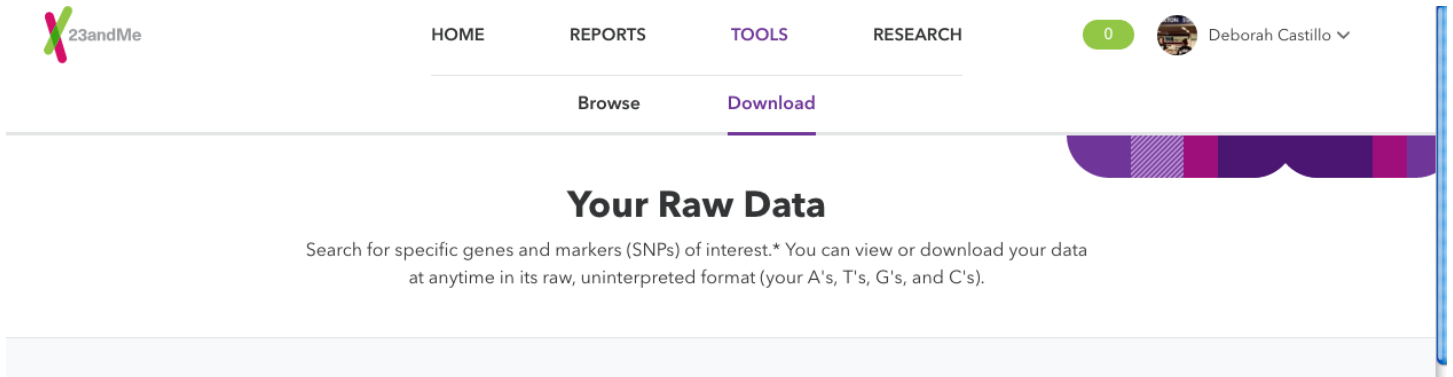 23andMe
HOME REPORTS TOOLS RESEARCH 0 Deborah Castillo
Browse Download
Your Raw Data
Search for specific genes and markers (SNPs) of interest.* You can view or download your data
at anytime in its raw, uninterpreted format (your A's, T's, G's, and C's).